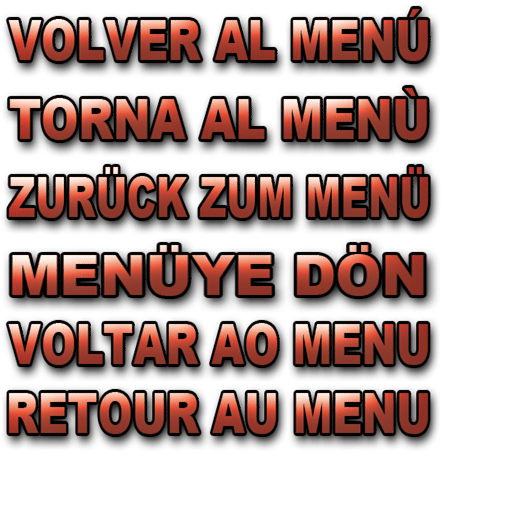 VOLVER AL MENÚ
TORNA AL MENÙ
ZURÜCK ZUM MENÜ
MENÜYE DÖN
VOLTAR AO MENU
RETOUR AU MENU